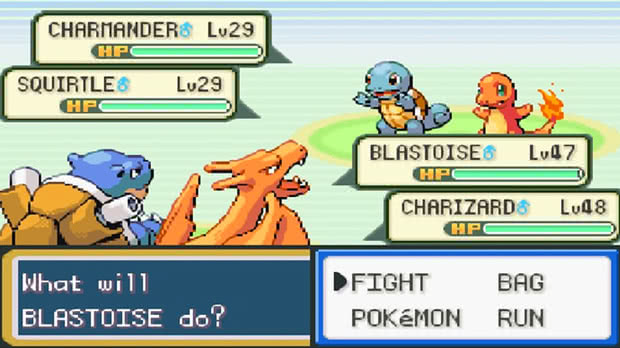 CHARMANDER♂ Lv29
HP
SQUIRTLE♂ Lv29
HP
BLASTOISE♂ Lv47
HP
CHARIZARD♂ Lv48
HP
What will
BLASTOISE do?
▶FIGHT BAG
POKéMON RUN